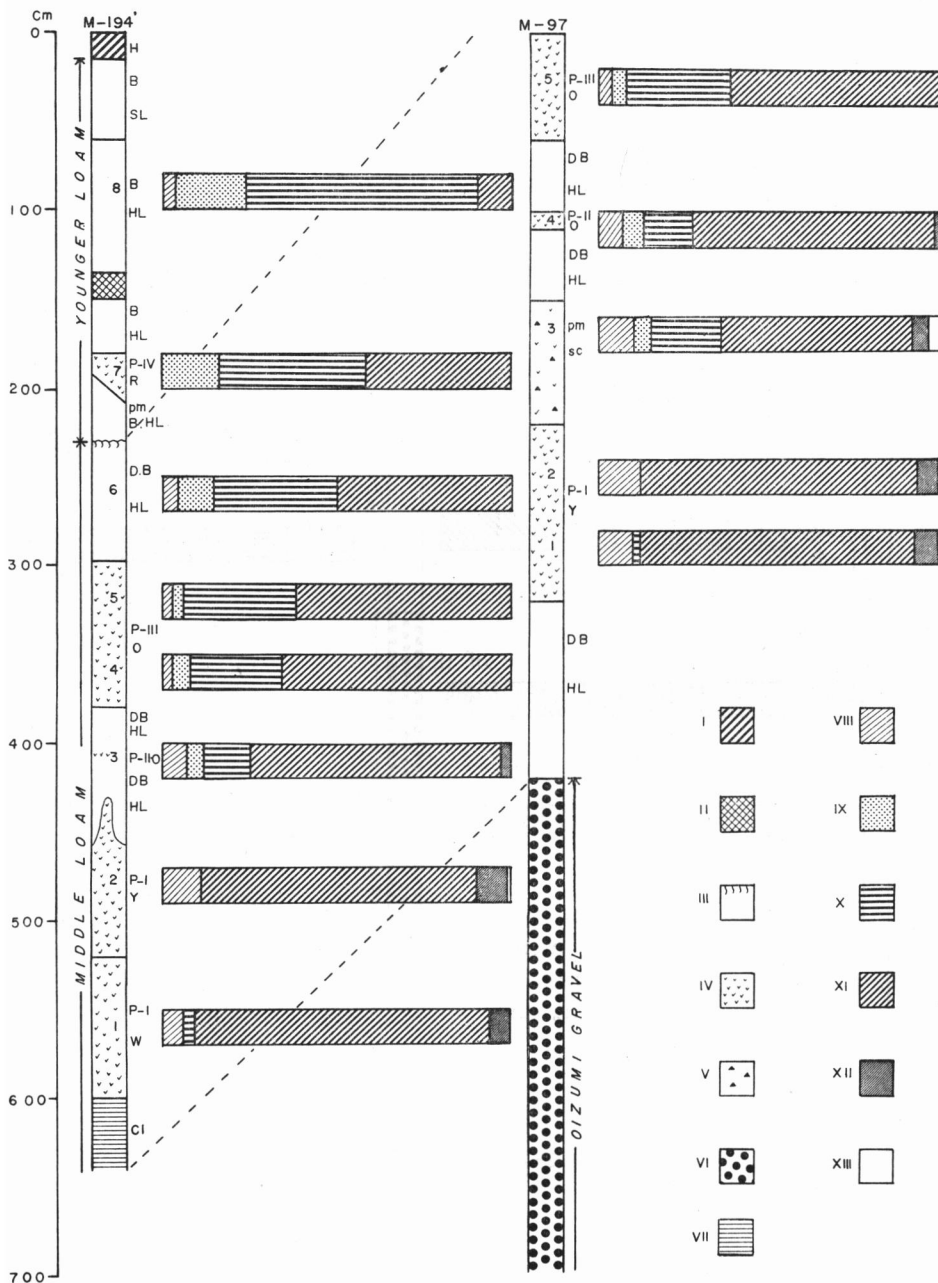 Cm
0
100
200
300
400
500
600
700
YOUNGER LOAM
MIDDLE LOAM
M-194'
H
B
SL
8
B
HL
B
HL
7
P-IV
R
pm
B/HL
6
D.B
HL
5
P-III
O
4
DB
HL
3
P-IIO
DB
HL
2
P-I
Y
1
P-I
W
Cl
M-97
5
P-III
O
DB
HL
4
P-II
O
DB
HL
3
pm
sc
2
P-I
Y
1
DB
HL
OIZUMI GRAVEL
I
II
III
IV
V
VI
VII
VIII
IX
X
XI
XII
XIII